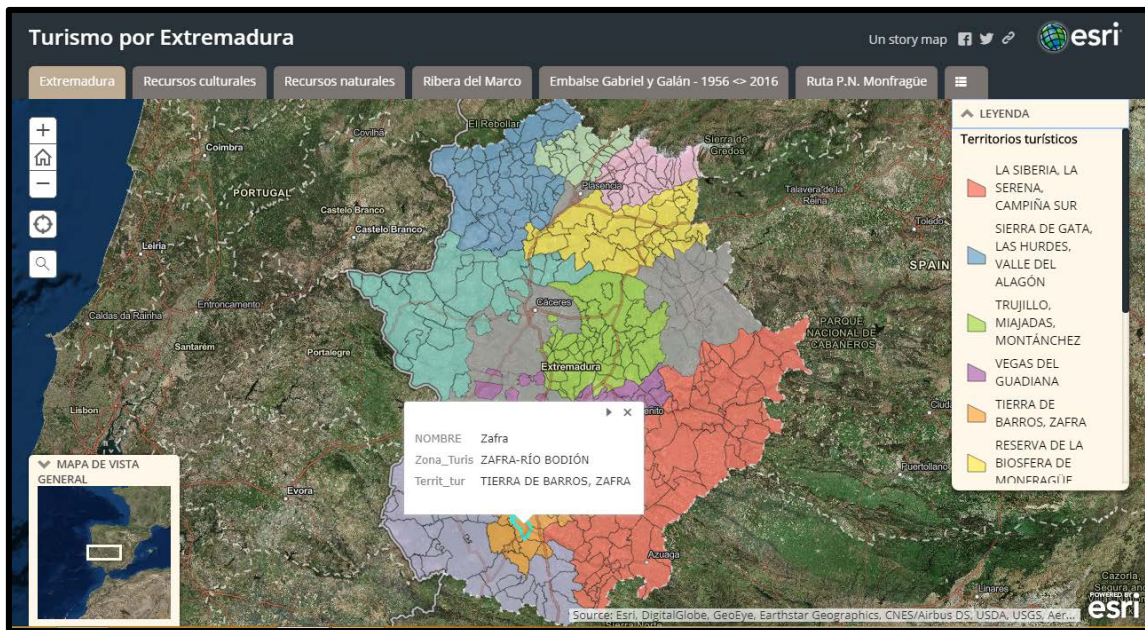 Turismo por Extremadura
Un story map
esri
Extremadura
Recursos culturales
Recursos naturales
Ribera del Marco
Embalse Gabriel y Galán - 1956 <> 2016
Ruta P.N. Monfragüe
LEYENDA
Territorios turísticos
LA SIBERIA, LA
SERENA,
CAMPIÑA SUR
SIERRA DE GATA,
LAS HURDES,
VALLE DEL
ALAGÓN
TRUJILLO,
MIAJADAS,
MONTÁNCHEZ
VEGAS DEL
GUADIANA
TIERRA DE
BARROS, ZAFRA
RESERVA DE LA
BIOSFERA DE
MONFRAGÜE
El Rebollar
Covilhã
Coimbra
Sierra de
Gredos
Plasencia
PORTUGAL
Talavera de la
Reina
Castelo Branco
Castelo Branco
Toledo
Leiria
SPAIN
Entroncamento
Cáceres
Caldas da Rainha
PARQUE
NACIONAL DE
CABAÑEROS
Santarém
Portalegre
Extremadura
Lisbon
NOMBRE Zafra
Zona_Turis ZAFRA-RÍO BODIÓN
Territ_tur TIERRA DE BARROS, ZAFRA
MAPA DE VISTA
GENERAL
Puertollano
Evora
Azuaga
Linares
Cazorla,
POWERED BY
esri
Source: Esri, DigitalGlobe, GeoEye, Earthstar Geographics, CNES/Airbus DS, USDA, USGS, Aer...